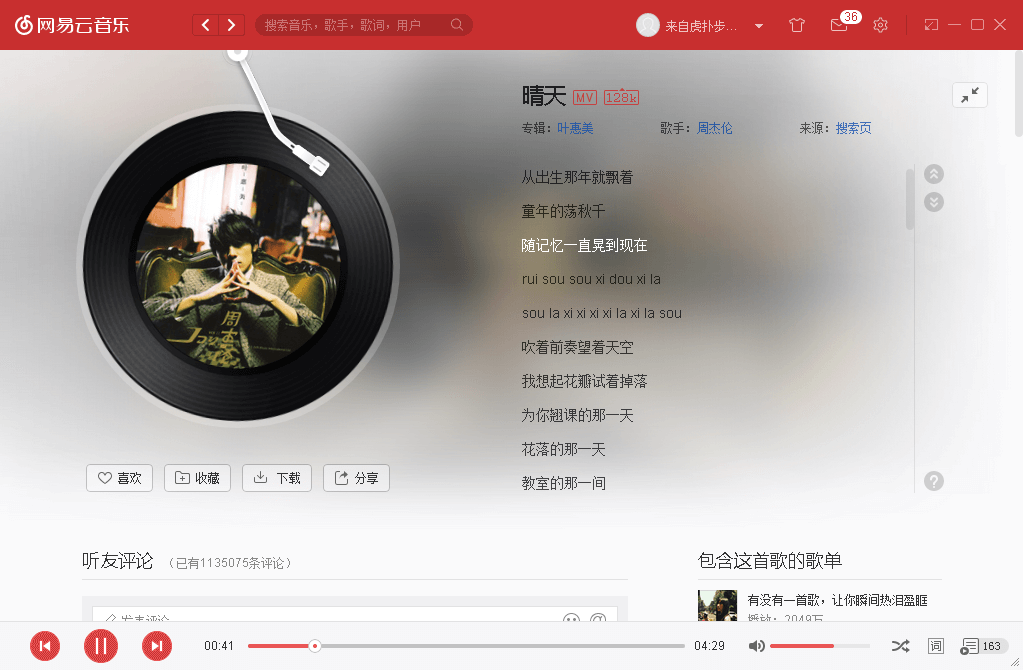 网易云音乐
搜索音乐，歌手，歌词，用户
来自虎扑步...
36
晴天 MV 128k
专辑：叶惠美 歌手：周杰伦 来源：搜索页
从出生那年就飘着
童年的荡秋千
随记忆一直晃到现在
rui sou sou xi dou xi la
sou la xi xi xi xi la xi la sou
吹着前奏望着天空
我想起花瓣试着掉落
为你翘课的那一天
花落的那一天
教室的那一间
喜欢 收藏 下载 分享
听友评论 （已有1135075条评论）
包含这首歌的歌单
有没有一首歌，让你瞬间热泪盈眶
播放：2049万
发表评论
00:41
04:29
词
163